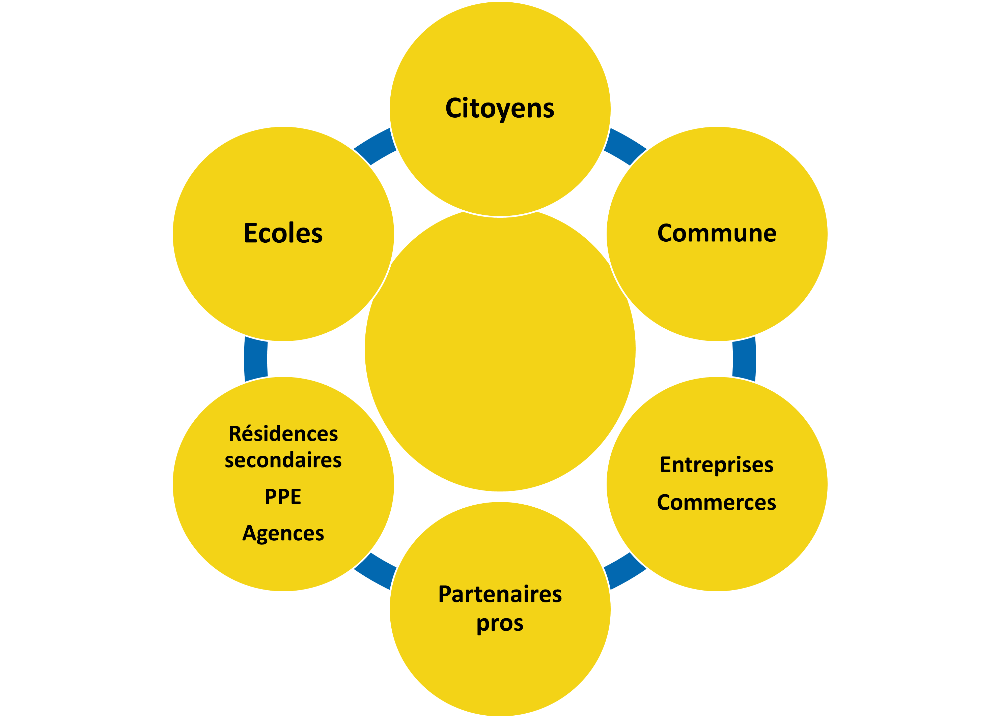 Citoyens
Ecoles
Commune
Résidences
secondaires
PPE
Agences
Entreprises
Commerces
Partenaires
pros